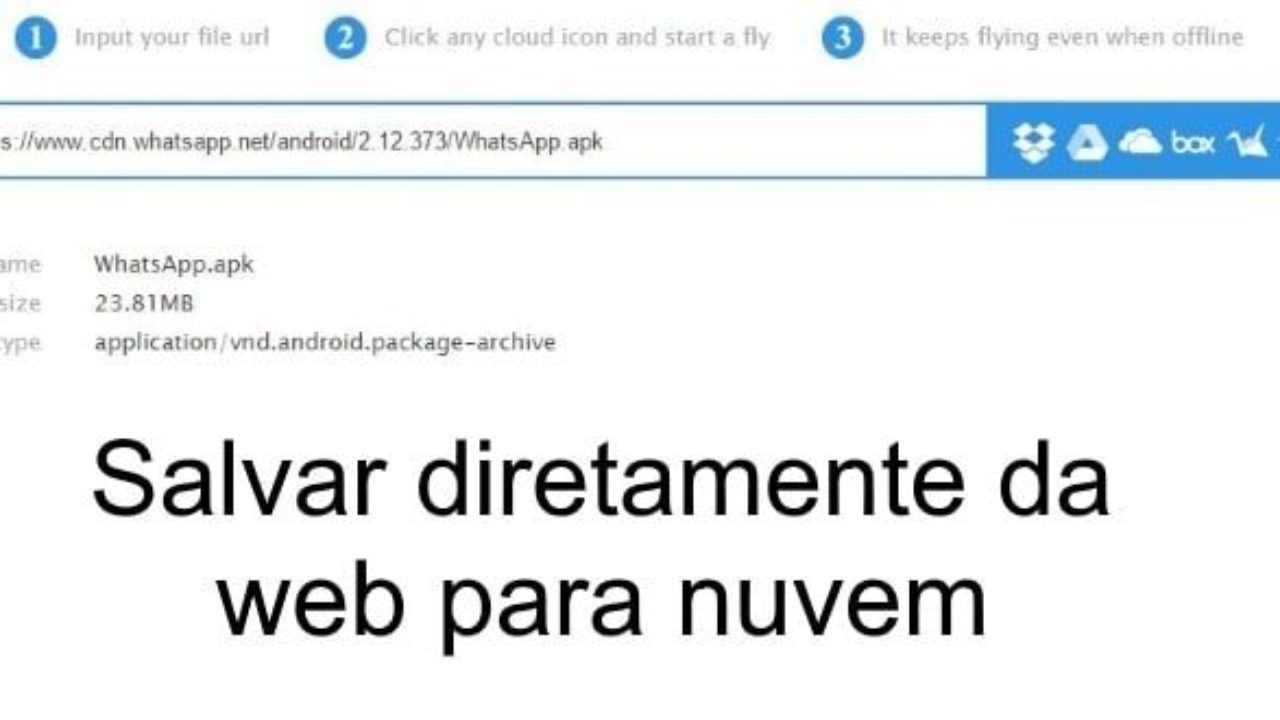 1 Input your file url 2 Click any cloud icon and start a fly 3 It keeps flying even when offline
s://www.cdn.whatsapp.net/android/2.12.373/WhatsApp.apk box
ame WhatsApp.apk
size 23.81MB
ype application/vnd.android.package-archive
Salvar diretamente da
web para nuvem